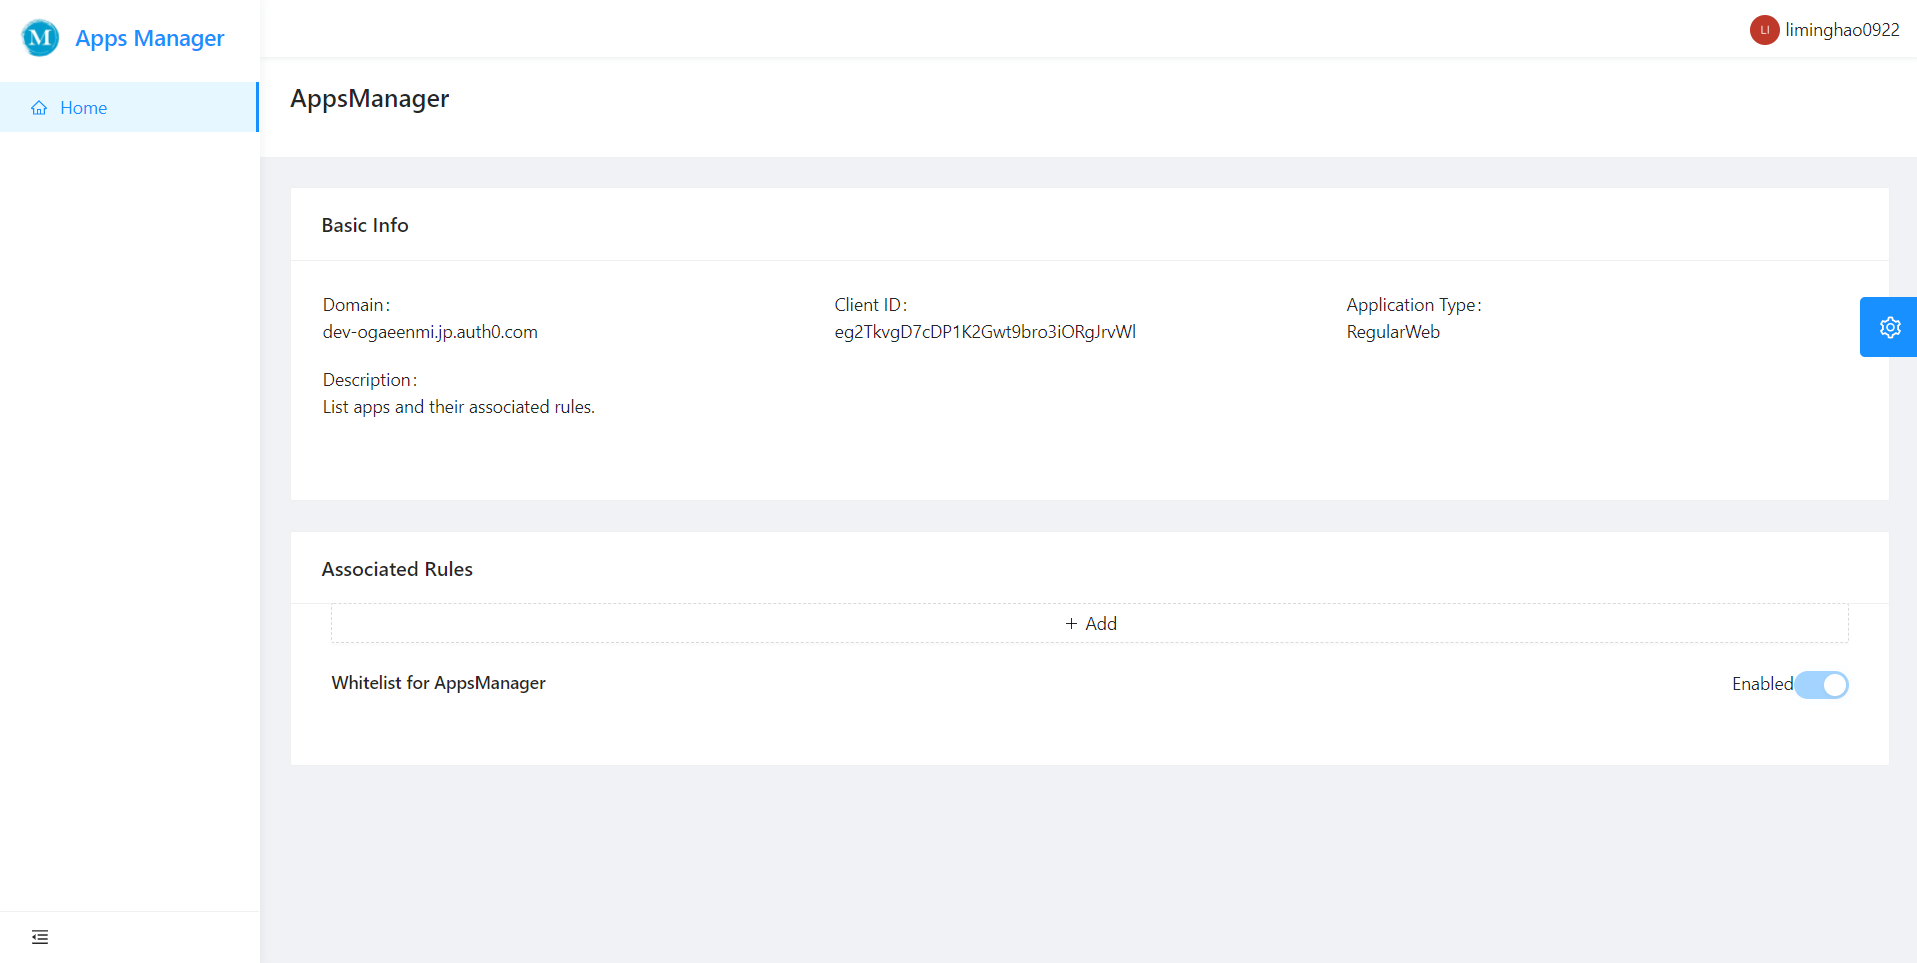 M Apps Manager
LI liminghao0922
Home
AppsManager
Basic Info
Domain:
dev-ogaeenmi.jp.auth0.com
Client ID:
eg2TkvgD7cDP1K2Gwt9bro3iORgJrvWl
Application Type:
RegularWeb
Description:
List apps and their associated rules.
Associated Rules
+ Add
Whitelist for AppsManager
Enabled